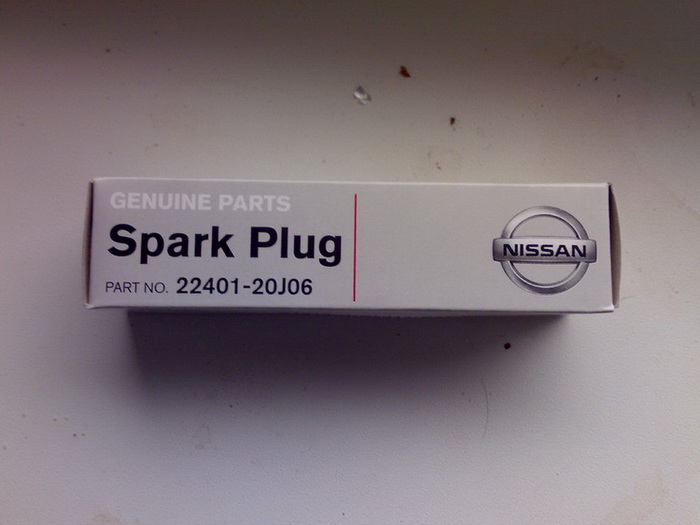 GENUINE PARTS
Spark Plug
PART NO. 22401-20J06
NISSAN